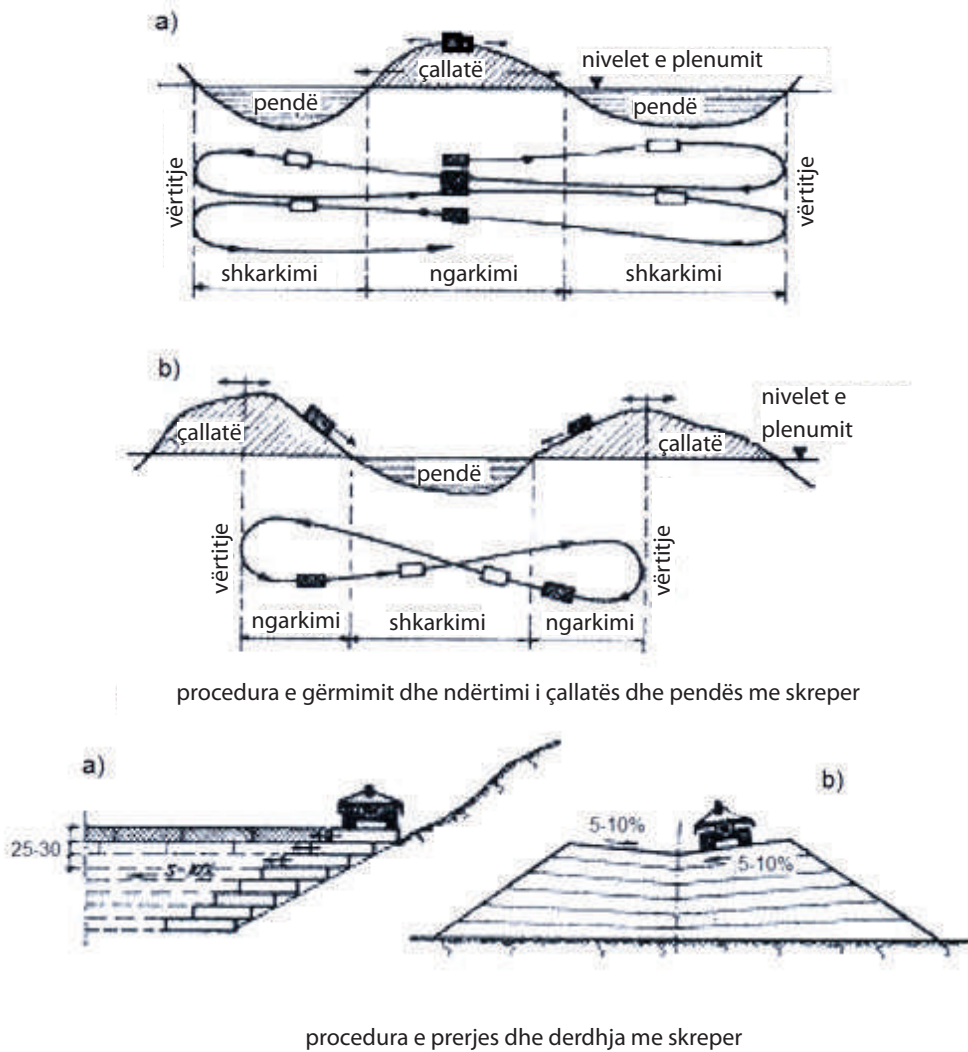 a)
çallatë
nivelet e plenumit
pendë
pendë
vërtitje
vërtitje
shkarkimi
ngarkimi
shkarkimi
b)
nivelet e
plenumit
çallatë
çallatë
pendë
vërtitje
vërtitje
ngarkimi
shkarkimi
ngarkimi
procedura e gërmimit dhe ndërtimi i çallatës dhe pendës me skreper
a)
b)
25-30
5-10%
5-10%
procedura e prerjes dhe derdhja me skreper